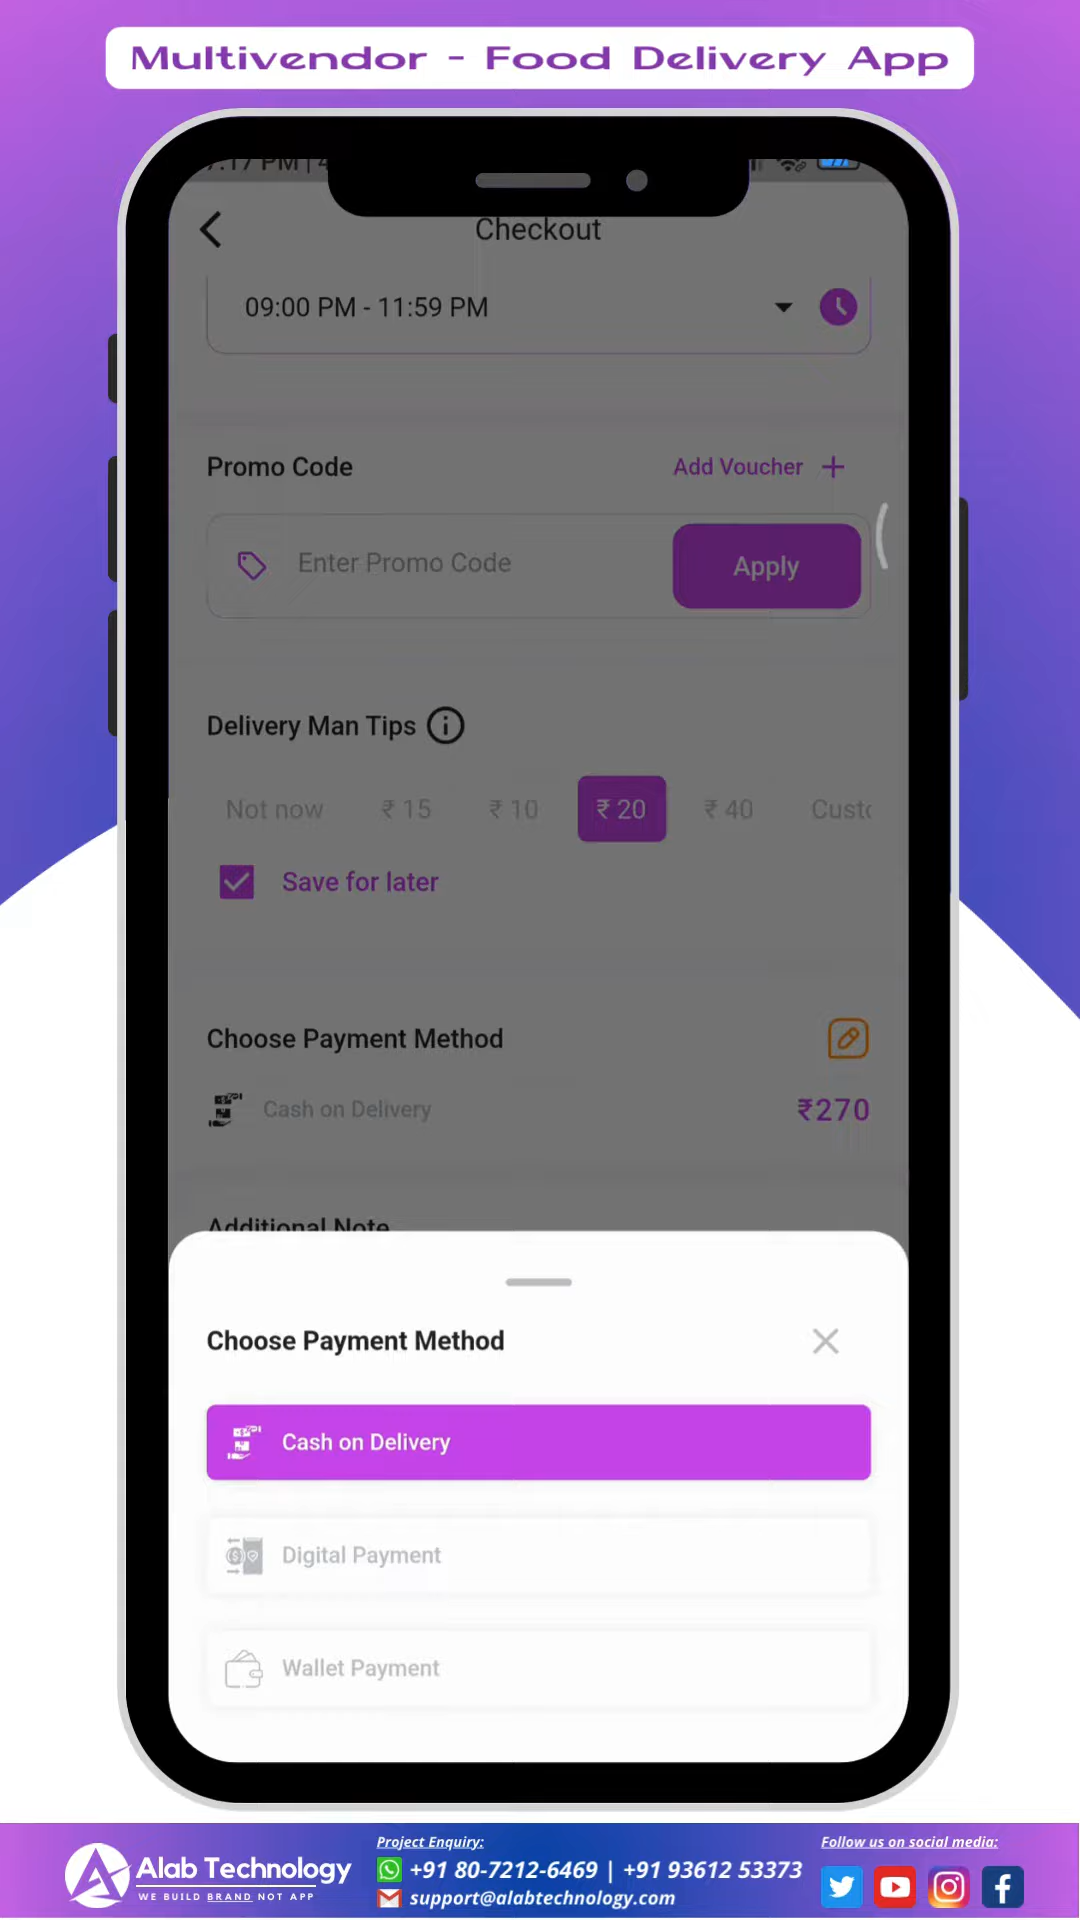 Multivendor - Food Delivery App
Checkout
09:00 PM - 11:59 PM
Promo Code
Add Voucher +
Enter Promo Code
Apply
Delivery Man Tips
Not now ₹ 15 ₹ 10 ₹ 20 ₹ 40
Save for later
Choose Payment Method
Cash on Delivery ₹270
Additional Note
Choose Payment Method
Cash on Delivery
Digital Payment
Wallet Payment
Alab Technology
WE BUILD BRAND NOT APP
Project Enquiry:
+91 80-7212-6469 | +91 93612 53373
support@alabtechnology.com
Follow us on social media: